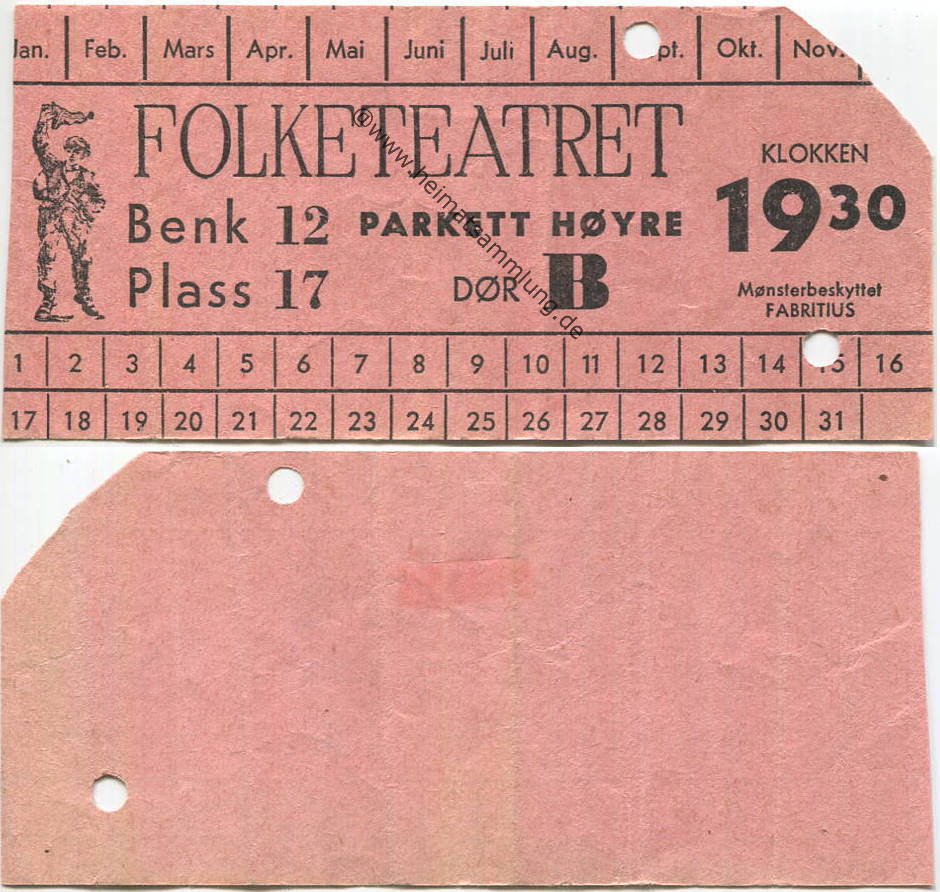 Jan. Feb. Mars Apr. Mai Juni Juli Aug. pt. Okt. Nov.
FOLKETEATRET
KLOKKEN
19 30
Benk 12 PARKETT HØYRE
Plass 17 DØR B
Mønsterbeskyttet
FABRITIUS
1 2 3 4 5 6 7 8 9 10 11 12 13 14 15 16
17 18 19 20 21 22 23 24 25 26 27 28 29 30 31
©www.heimatsammlung.de